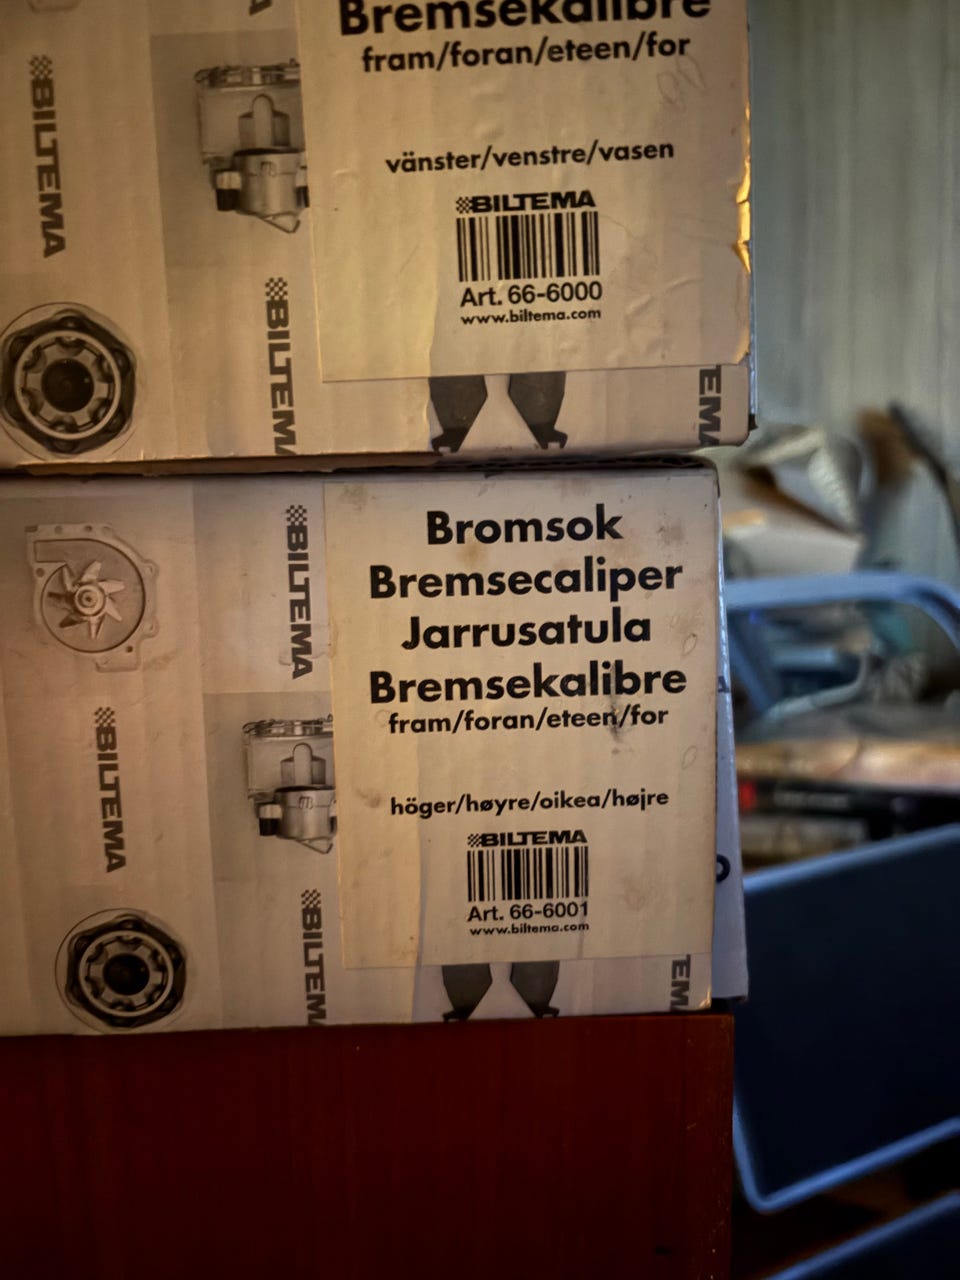 Bremsekalibre
fram/foran/eteen/for
vänster/venstre/vasen
BILTEMA
Art. 66-6000
www.biltema.com
BILTEMA
BILTEMA
Bromsok
Bremsecaliper
Jarrusatula
Bremsekalibre
fram/foran/eteen/for
höger/høyre/oikea/højre
BILTEMA
Art. 66-6001
www.biltema.com
BILTEMA
BILTEMA
BILTEMA